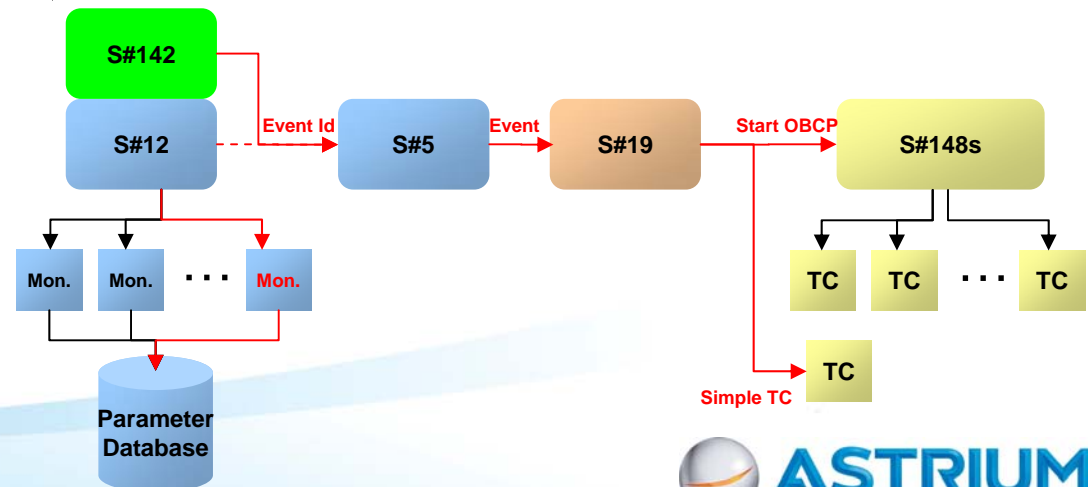 S#142
S#12
Event Id
S#5
Event
S#19
Start OBCP
S#148s
Mon.
Mon.
...
Mon.
TC
TC
...
TC
TC
Simple TC
Parameter
Database
ASTRIUM